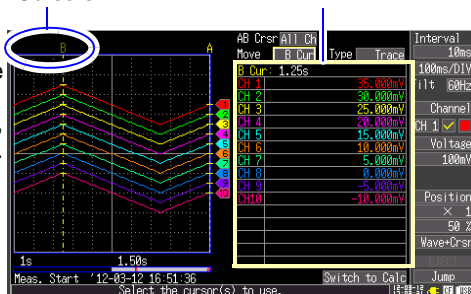 AB Crsr All Ch
Move B Cur Type Trace
B A
B Cur: 1.25s
CH 1 35.000mV
CH 2 30.000mV
CH 3 25.000mV
CH 4 20.000mV
CH 5 15.000mV
CH 6 10.000mV
CH 7 5.000mV
CH 8 0.000mV
CH 9 -5.000mV
CH10 -10.000mV
1s 1.50s
Meas. Start '12-03-12 16:51:36
Switch to Calc
Select the cursor(s) to use.
Interval
10ms
100ms/DIV
ilt 60Hz
Channel
CH 1
Voltage
100mV
Position
× 1
50 %
Wave+Crsr
EJECT
Jump